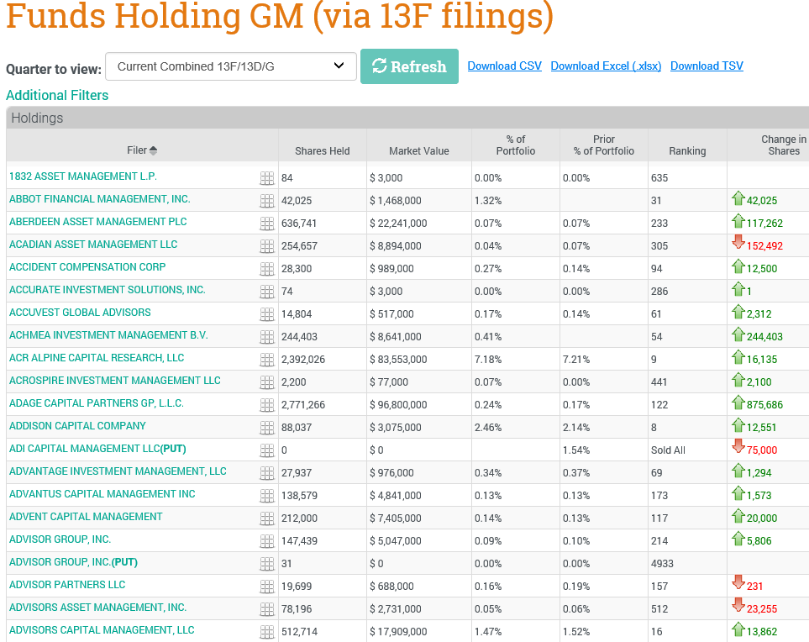 Funds Holding GM (via 13F filings)
Quarter to view: Current Combined 13F/13D/G Refresh Download CSV Download Excel (.xlsx) Download TSV
Additional Filters
Holdings
Filer Shares Held Market Value % of Portfolio Prior % of Portfolio Ranking Change in Shares
1832 ASSET MANAGEMENT L.P. 84 $ 3,000 0.00% 0.00% 635
ABBOT FINANCIAL MANAGEMENT, INC. 42,025 $ 1,468,000 1.32% 31 42,025
ABERDEEN ASSET MANAGEMENT PLC 636,741 $ 22,241,000 0.07% 0.07% 233 117,262
ACADIAN ASSET MANAGEMENT LLC 254,657 $ 8,894,000 0.04% 0.07% 305 152,492
ACCIDENT COMPENSATION CORP 28,300 $ 989,000 0.27% 0.14% 94 12,500
ACCURATE INVESTMENT SOLUTIONS, INC. 74 $ 3,000 0.00% 0.00% 286 1
ACCUVEST GLOBAL ADVISORS 14,804 $ 517,000 0.17% 0.14% 61 2,312
ACHMEA INVESTMENT MANAGEMENT B.V. 244,403 $ 8,641,000 0.41% 54 244,403
ACR ALPINE CAPITAL RESEARCH, LLC 2,392,026 $ 83,553,000 7.18% 7.21% 9 16,135
ACROSPIRE INVESTMENT MANAGEMENT LLC 2,200 $ 77,000 0.07% 0.00% 441 2,100
ADAGE CAPITAL PARTNERS GP, L.L.C. 2,771,266 $ 96,800,000 0.24% 0.17% 122 875,686
ADDISON CAPITAL COMPANY 88,037 $ 3,075,000 2.46% 2.14% 8 12,551
ADI CAPITAL MANAGEMENT LLC(PUT) 0 $ 0 1.54% Sold All 75,000
ADVANTAGE INVESTMENT MANAGEMENT, LLC 27,937 $ 976,000 0.34% 0.37% 69 1,294
ADVANTUS CAPITAL MANAGEMENT INC 138,579 $ 4,841,000 0.13% 0.13% 173 1,573
ADVENT CAPITAL MANAGEMENT 212,000 $ 7,405,000 0.14% 0.13% 117 20,000
ADVISOR GROUP, INC. 147,439 $ 5,047,000 0.09% 0.10% 214 5,806
ADVISOR GROUP, INC.(PUT) 31 $ 0 0.00% 0.00% 4933
ADVISOR PARTNERS LLC 19,699 $ 688,000 0.16% 0.19% 157 231
ADVISORS ASSET MANAGEMENT, INC. 78,196 $ 2,731,000 0.05% 0.06% 512 23,255
ADVISORS CAPITAL MANAGEMENT, LLC 512,714 $ 17,909,000 1.47% 1.52% 16 13,862